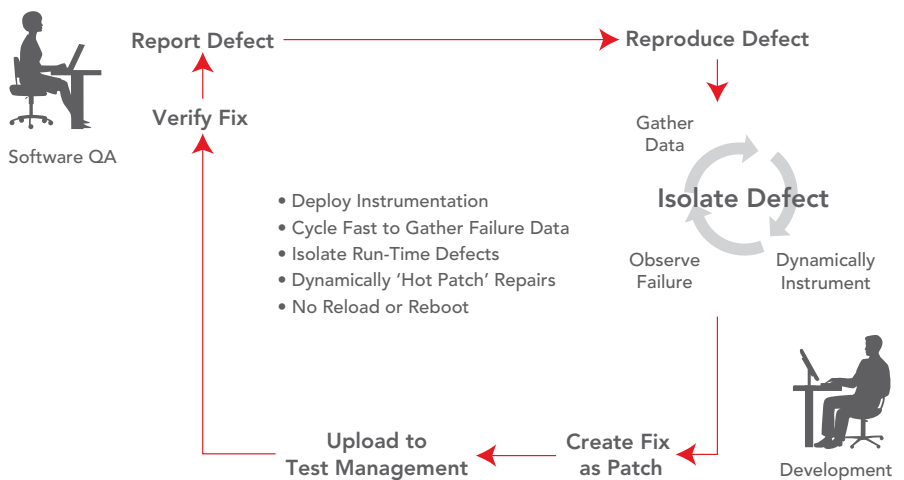 Report Defect
Reproduce Defect
Verify Fix
Software QA
Gather
Data
Isolate Defect
• Deploy Instrumentation
• Cycle Fast to Gather Failure Data
• Isolate Run-Time Defects
• Dynamically ‘Hot Patch’ Repairs
• No Reload or Reboot
Observe
Failure
Dynamically
Instrument
Upload to
Test Management
Create Fix
as Patch
Development